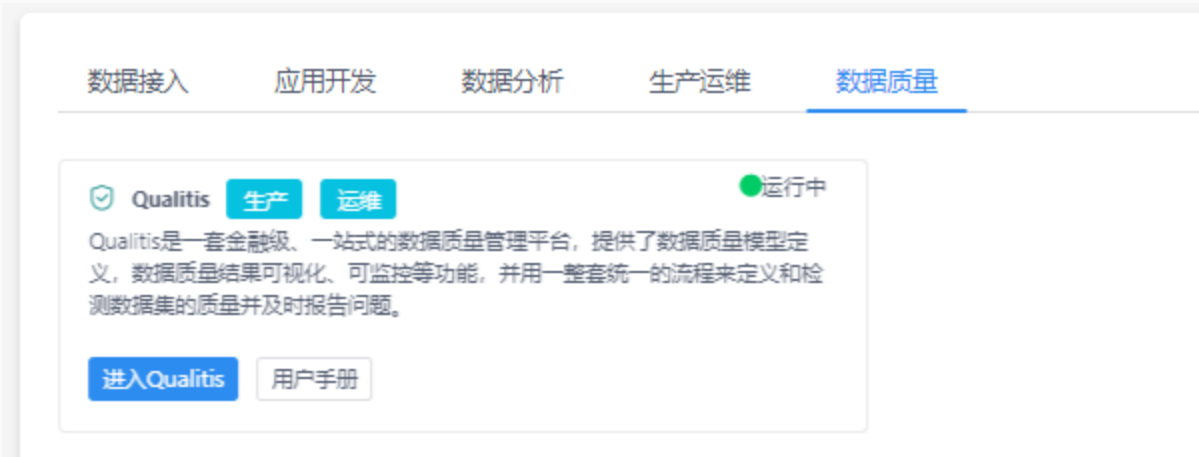 数据接入 应用开发 数据分析 生产运维 数据质量
Qualitis 生产 运维 运行中
Qualitis是一套金融级、一站式的数据质量管理平台，提供了数据质量模型定
义，数据质量结果可视化、可监控等功能，并用一整套统一的流程来定义和检
测数据集的质量并及时报告问题。
进入Qualitis 用户手册